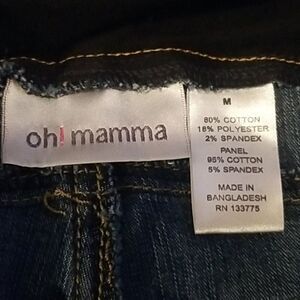 oh! mamma
M
80% COTTON
18% POLYESTER
2% SPANDEX
PANEL
95% COTTON
5% SPANDEX
MADE IN
BANGLADESH
RN 133775